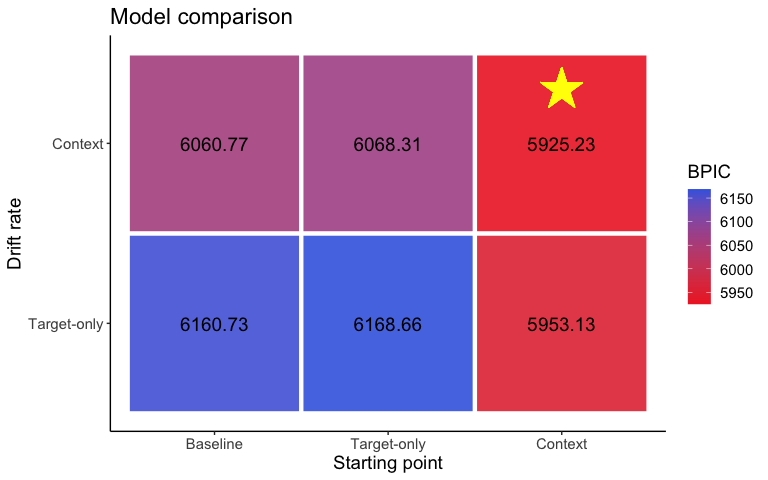 Model comparison
Drift rate
Context
Target-only
6060.77
6068.31
5925.23
6160.73
6168.66
5953.13
Baseline
Target-only
Context
Starting point
BPIC
6150
6100
6050
6000
5950